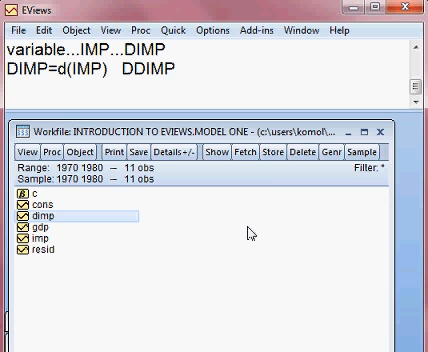 EViews
File Edit Object View Proc Quick Options Add-ins Window Help
variable...IMP...DIMP
DIMP=d(IMP) DDIMP
Workfile: INTRODUCTION TO EVIEWS.MODEL ONE - (c:\users\komol\...
View Proc Object Print Save Details+/- Show Fetch Store Delete Genr Sample
Range: 1970 1980 — 11 obs Filter: *
Sample: 1970 1980 — 11 obs
β c
cons
dimp
gdp
imp
resid